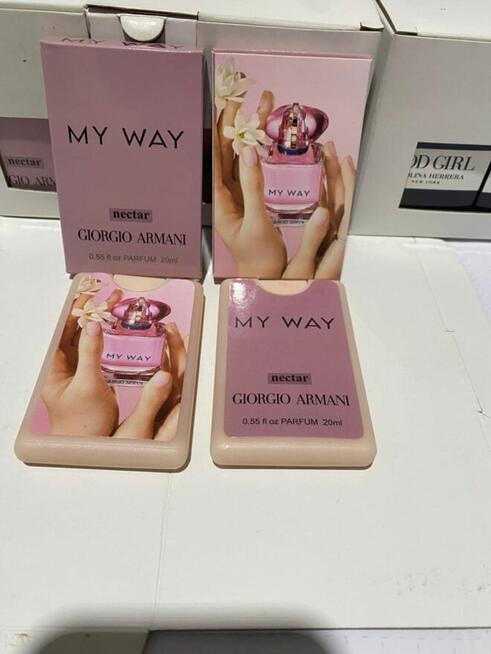 MY WAY
nectar
GIORGIO ARMANI
0.55 fl oz PARFUM 20ml
MY WAY
nectar
GIO ARM
OD GIRL
OLINA HERRERA
NEW YORK
MY WAY
MY WAY
nectar
GIORGIO ARMANI
0.55 fl oz PARFUM 20ml